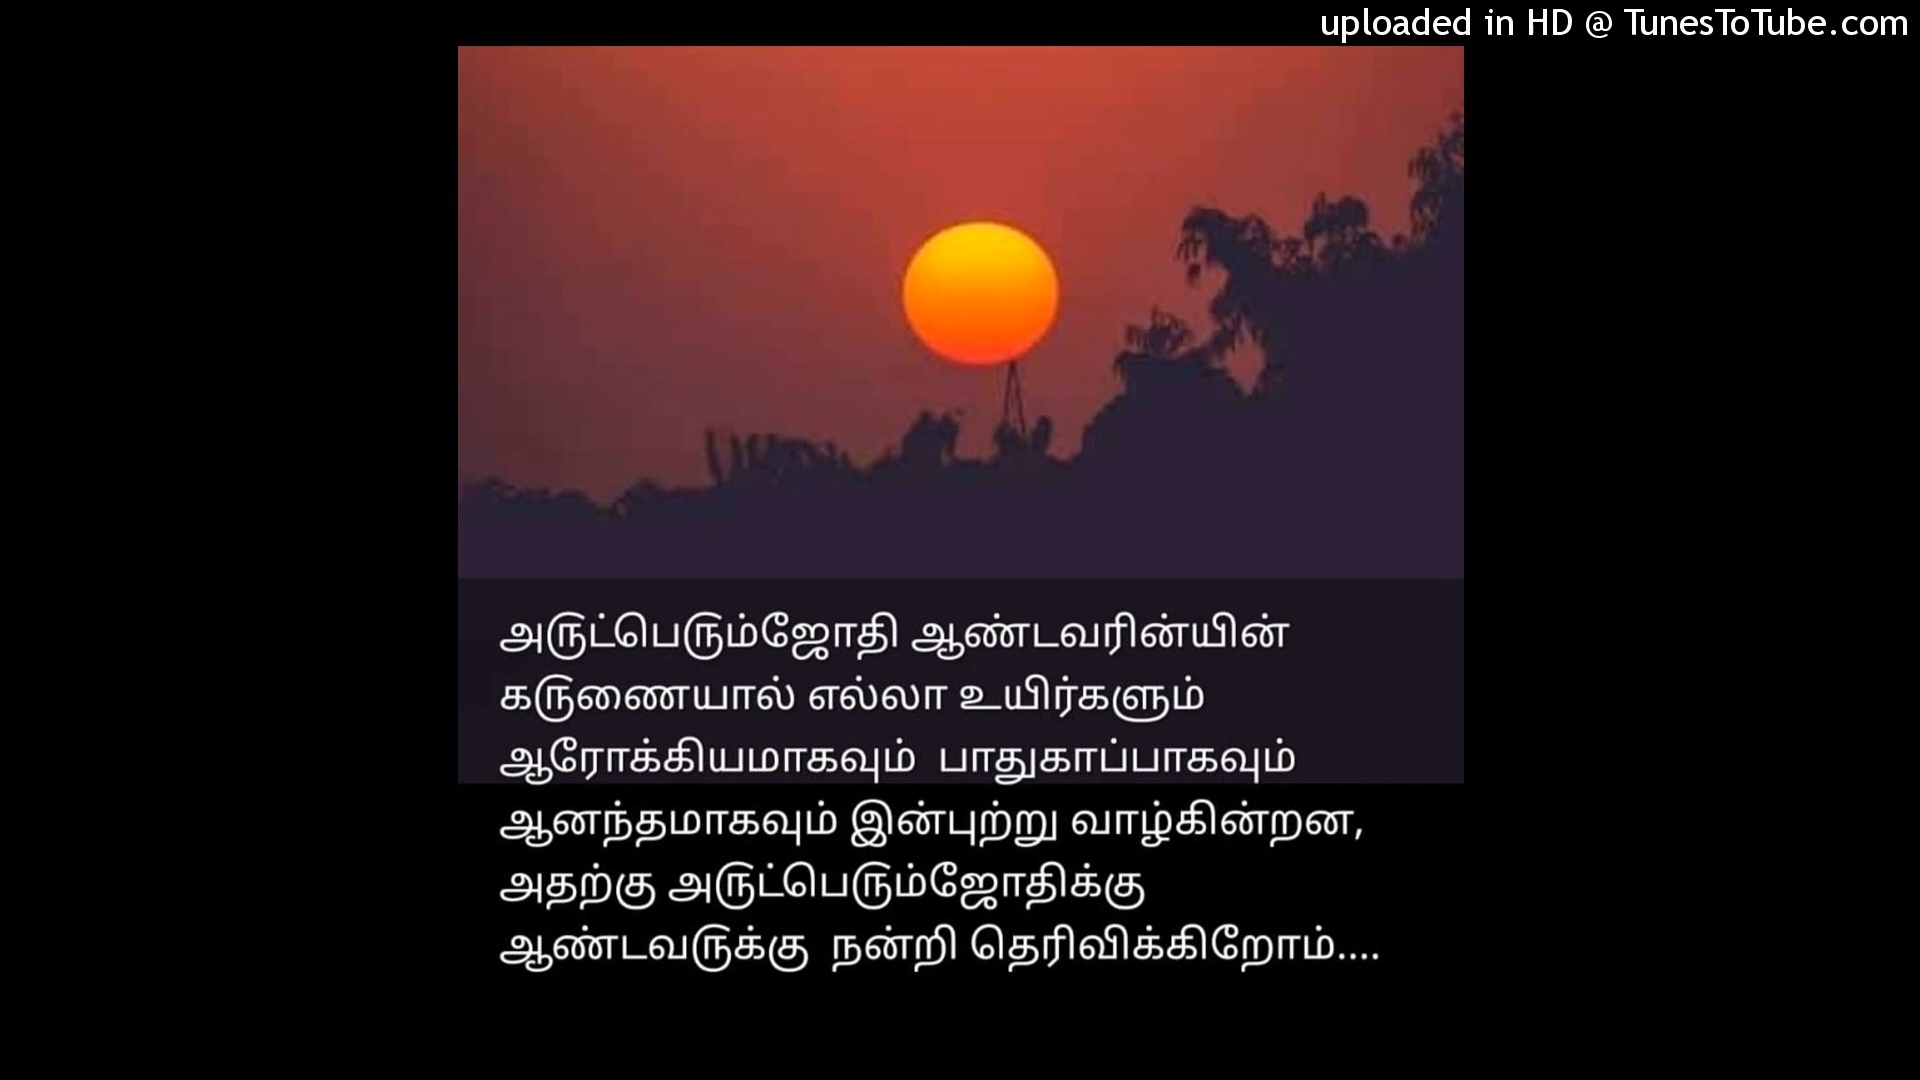 uploaded in HD @ TunesToTube.com
அருட்பெரும்ஜோதி ஆண்டவரின்யின்
கருணையால் எல்லா உயிர்களும்
ஆரோக்கியமாகவும் பாதுகாப்பாகவும்
ஆனந்தமாகவும் இன்புற்று வாழ்கின்றன,
அதற்கு அருட்பெரும்ஜோதிக்கு
ஆண்டவருக்கு நன்றி தெரிவிக்கிறோம்....